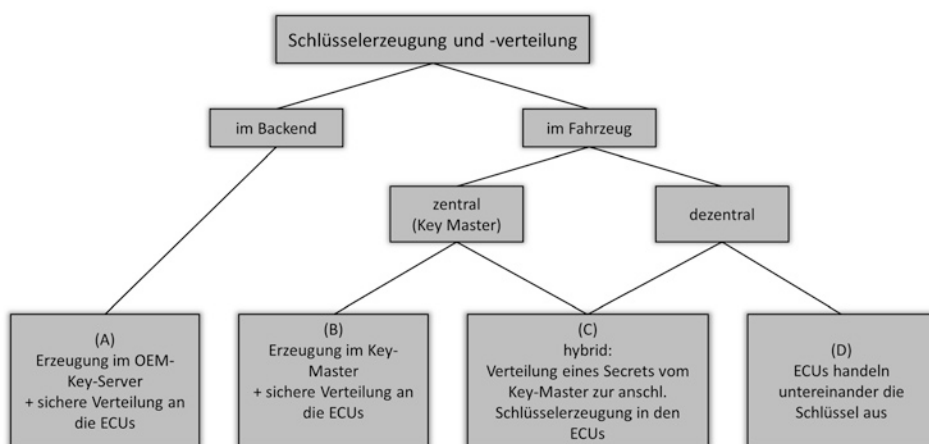 Schlüsselerzeugung und -verteilung
im Backend
im Fahrzeug
zentral
(Key Master)
dezentral
(A)
Erzeugung im OEM-
Key-Server
+ sichere Verteilung an
die ECUs
(B)
Erzeugung im Key-
Master
+ sichere Verteilung an
die ECUs
(C)
hybrid:
Verteilung eines Secrets vom
Key-Master zur anschl.
Schlüsselerzeugung in den
ECUs
(D)
ECUs handeln
untereinander die
Schlüssel aus